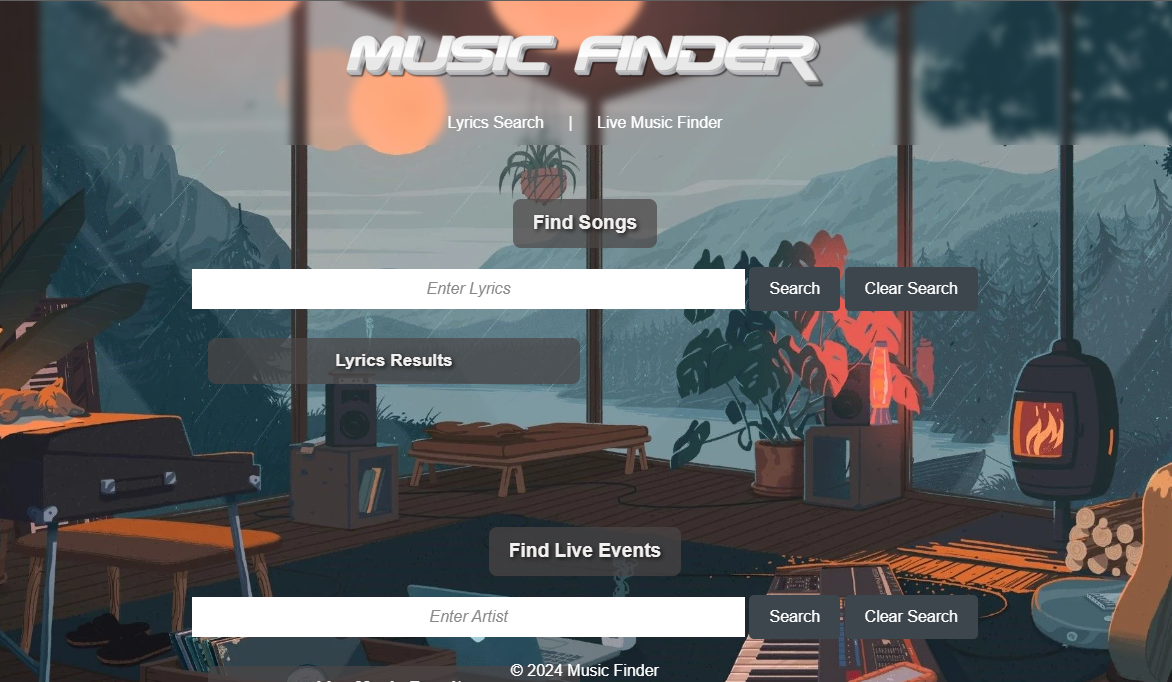 MUSIC FINDER
Lyrics Search | Live Music Finder
Find Songs
Enter Lyrics Search Clear Search
Lyrics Results
Find Live Events
Enter Artist Search Clear Search
© 2024 Music Finder